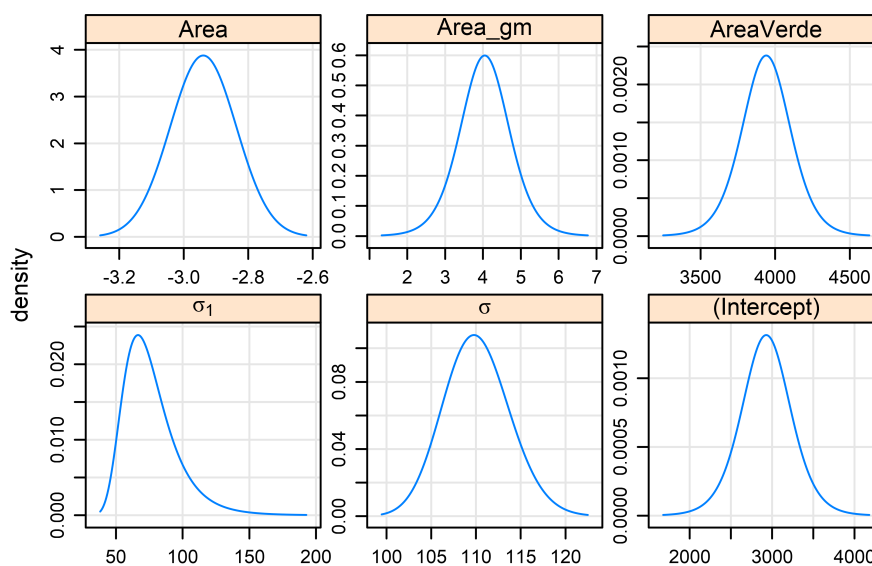 Area
Area_gm
AreaVerde
0 1 2 3 4
0.0 0.1 0.2 0.3 0.4 0.5 0.6
0.0000 0.0010 0.0020
-3.2 -3.0 -2.8 -2.6
1 2 3 4 5 6 7
3500 4000 4500
density
σ1
σ
(Intercept)
0.000 0.010 0.020
0.00 0.04 0.08
0.0000 0.0005 0.0010
50 100 150 200
100 105 110 115 120
2000 3000 4000